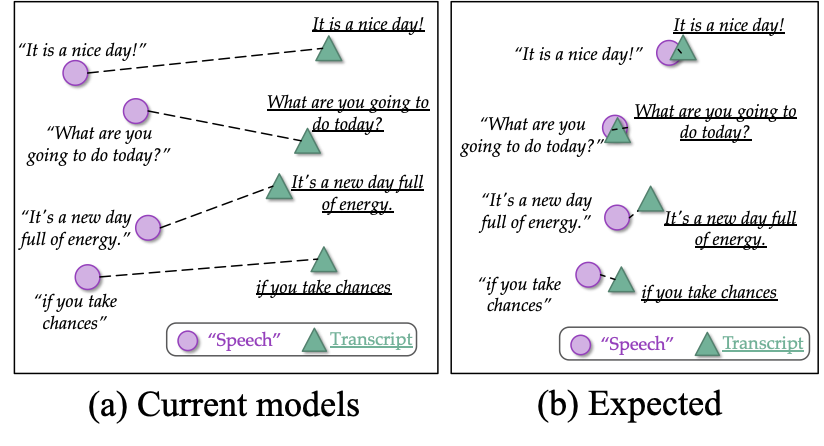 It is a nice day!
“It is a nice day!”
What are you going to
do today?
“What are you
going to do today?”
It's a new day full
of energy.
“It's a new day
full of energy.”
if you take chances
“if you take
chances”
“Speech” Transcript
(a) Current models
It is a nice day!
“It is a nice day!”
What are you going to
do today?
“What are you
going to do today?”
“It's a new day
full of energy.”
It's a new day full
of energy.
“if you take
chances”
if you take chances
“Speech” Transcript
(b) Expected